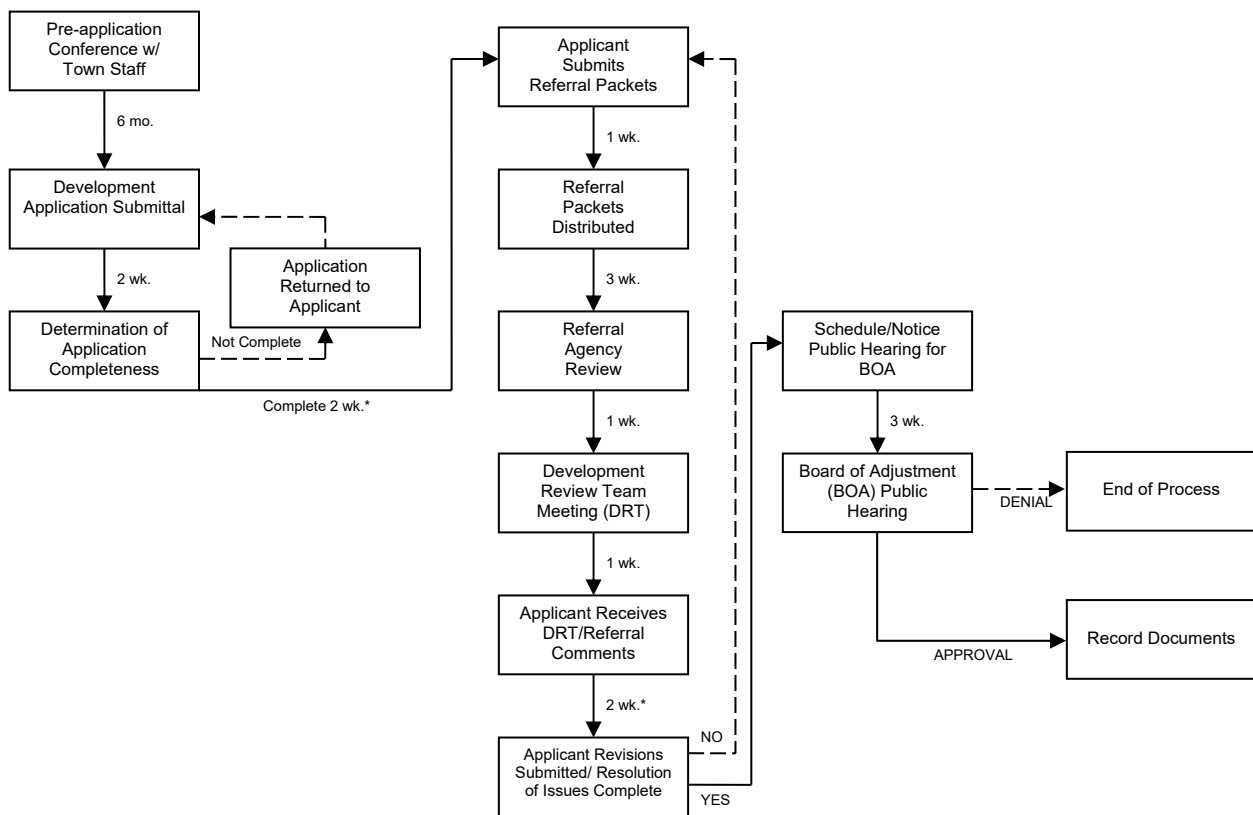 Pre-application
Conference w/
Town Staff
6 mo.
Development
Application Submittal
2 wk.
Application
Returned to
Applicant
Determination of
Application
Completeness
Not Complete
Complete 2 wk.*
Applicant
Submits
Referral Packets
1 wk.
Referral
Packets
Distributed
3 wk.
Referral
Agency
Review
1 wk.
Development
Review Team
Meeting (DRT)
1 wk.
Applicant Receives
DRT/Referral
Comments
2 wk.*
Applicant Revisions
Submitted/ Resolution
of Issues Complete
NO
YES
Schedule/Notice
Public Hearing for
BOA
3 wk.
Board of Adjustment
(BOA) Public
Hearing
DENIAL
End of Process
APPROVAL
Record Documents